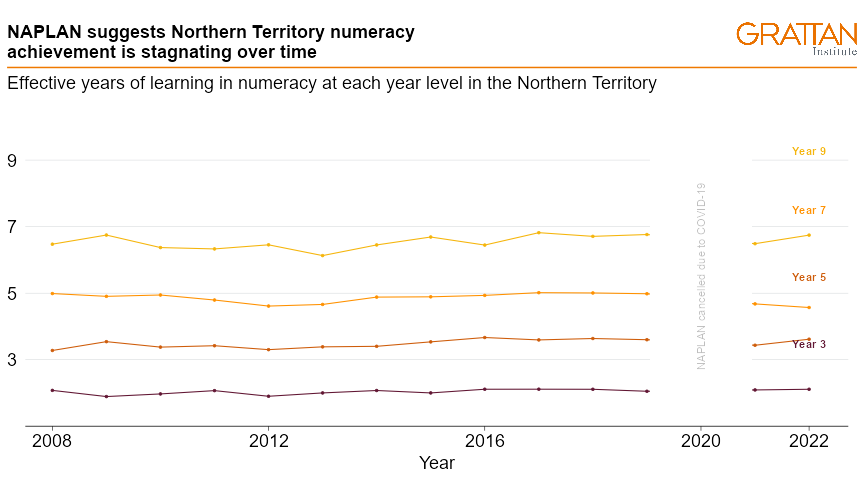 NAPLAN suggests Northern Territory numeracy
achievement is stagnating over time
GRATTAN
Institute
Effective years of learning in numeracy at each year level in the Northern Territory
9
7
5
3
Year 9
Year 7
Year 5
Year 3
NAPLAN cancelled due to COVID-19
2008
2012
2016
2020
2022
Year